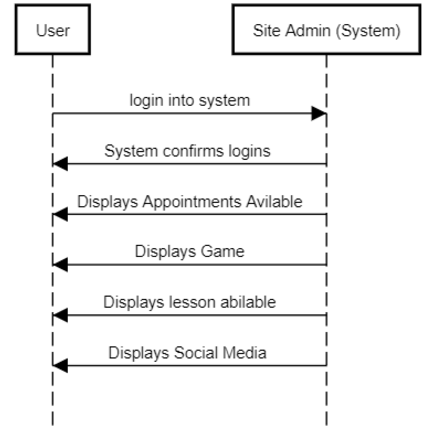 User
Site Admin (System)
login into system
System confirms logins
Displays Appointments Avilable
Displays Game
Displays lesson abilable
Displays Social Media